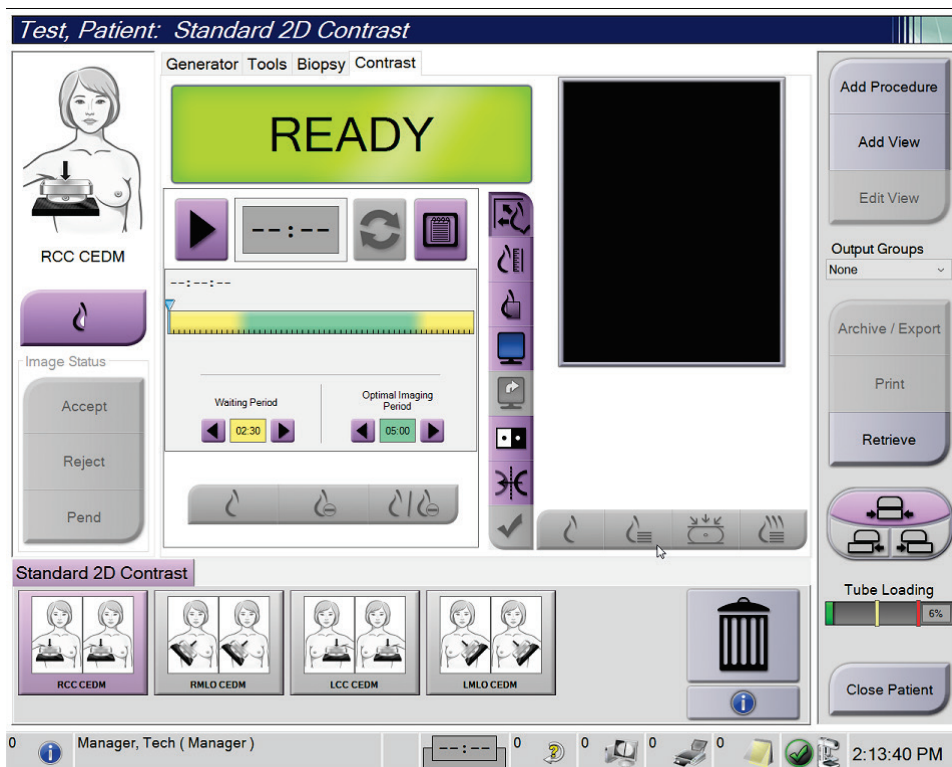 Test, Patient: Standard 2D Contrast
Generator Tools Biopsy Contrast
READY
--:--
--:--:--
Waiting Period
02:30
Optimal Imaging
Period
05:00
RCC CEDM
Image Status
Accept
Reject
Pend
Add Procedure
Add View
Edit View
Output Groups
None
Archive / Export
Print
Retrieve
Tube Loading
6%
Close Patient
Standard 2D Contrast
RCC CEDM
RMLO CEDM
LCC CEDM
LMLO CEDM
0
Manager, Tech ( Manager )
--:--
0
0
0
0
2:13:40 PM